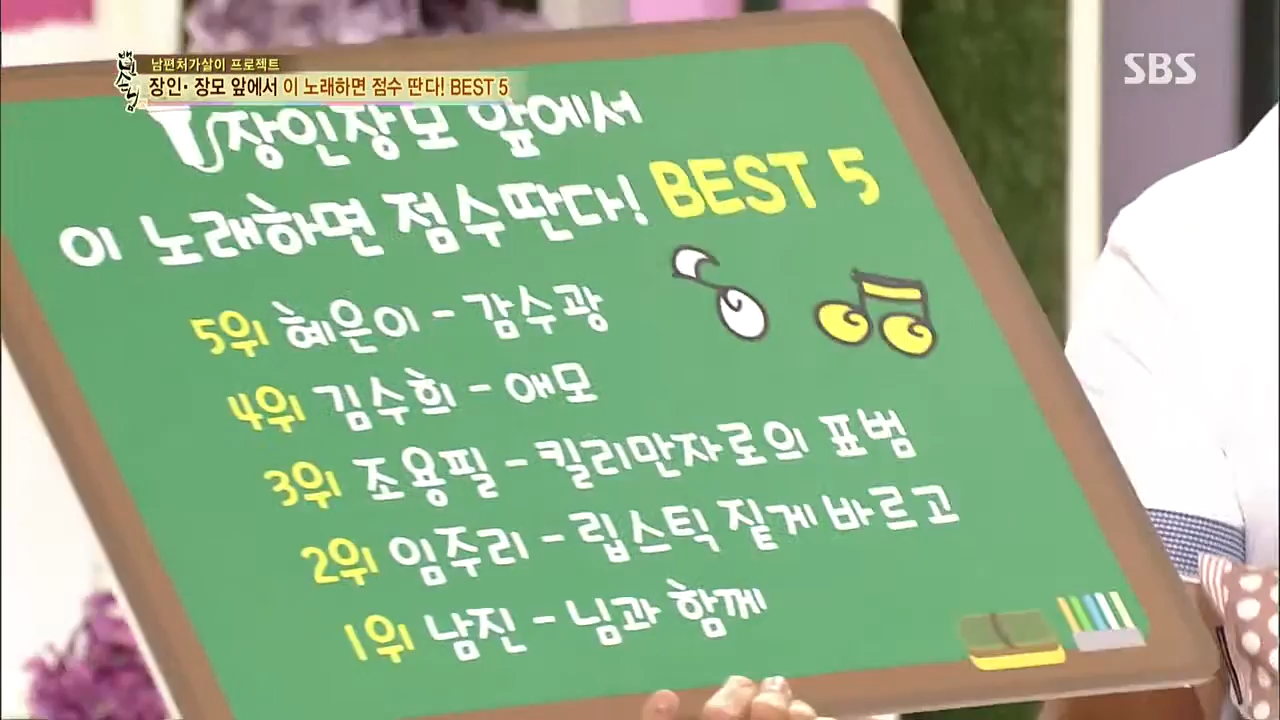 백년손님
남편처가살이 프로젝트
장인·장모 앞에서 이 노래하면 점수 딴다! BEST 5
SBS
장인장모 앞에서
이 노래하면 점수딴다! BEST 5
5위 혜은이 - 감수광
4위 김수희 - 애모
3위 조용필 - 킬리만자로의 표범
2위 임주리 - 립스틱 짙게 바르고
1위 남진 - 님과 함께